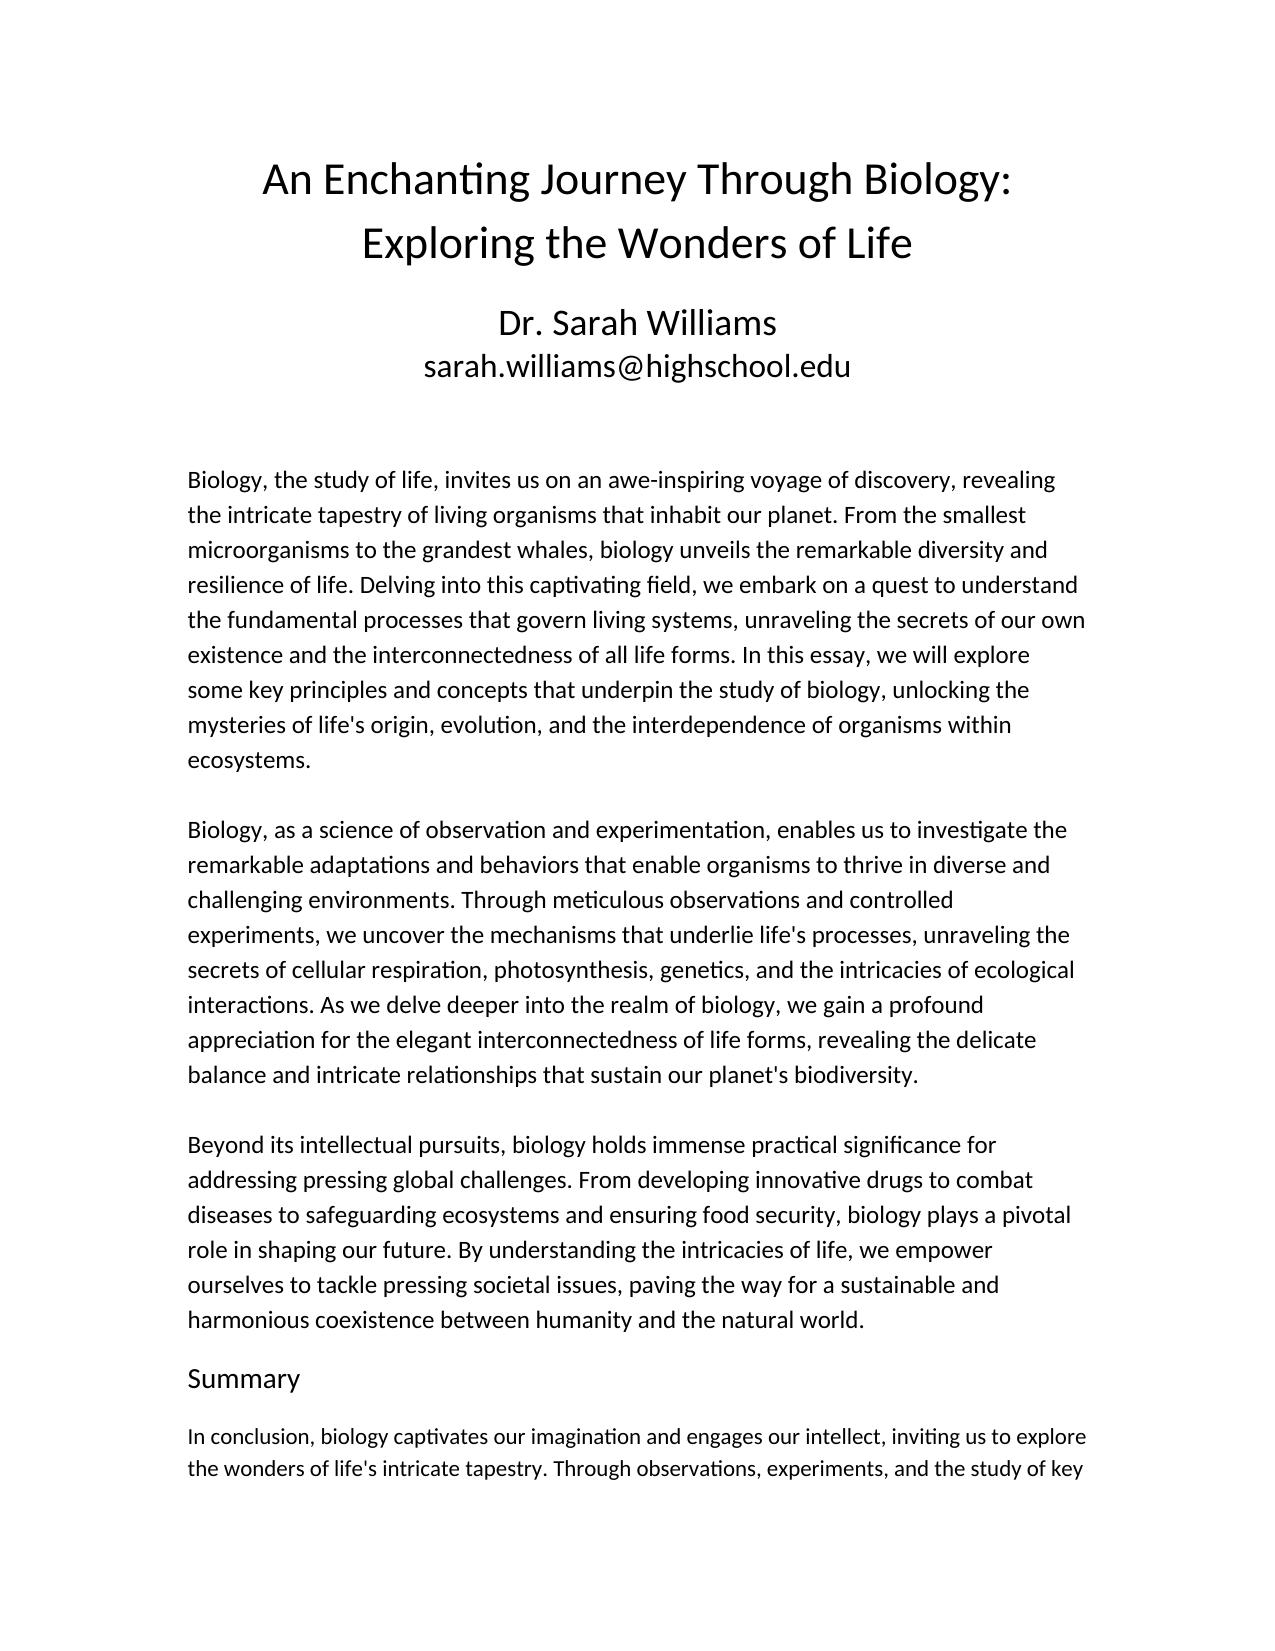 An Enchanting Journey Through Biology:
Exploring the Wonders of Life
Dr. Sarah Williams
sarah.williams@highschool.edu
Biology, the study of life, invites us on an awe-inspiring voyage of discovery, revealing
the intricate tapestry of living organisms that inhabit our planet. From the smallest
microorganisms to the grandest whales, biology unveils the remarkable diversity and
resilience of life. Delving into this captivating field, we embark on a quest to understand
the fundamental processes that govern living systems, unraveling the secrets of our own
existence and the interconnectedness of all life forms. In this essay, we will explore
some key principles and concepts that underpin the study of biology, unlocking the
mysteries of life's origin, evolution, and the interdependence of organisms within
ecosystems.
Biology, as a science of observation and experimentation, enables us to investigate the
remarkable adaptations and behaviors that enable organisms to thrive in diverse and
challenging environments. Through meticulous observations and controlled
experiments, we uncover the mechanisms that underlie life's processes, unraveling the
secrets of cellular respiration, photosynthesis, genetics, and the intricacies of ecological
interactions. As we delve deeper into the realm of biology, we gain a profound
appreciation for the elegant interconnectedness of life forms, revealing the delicate
balance and intricate relationships that sustain our planet's biodiversity.
Beyond its intellectual pursuits, biology holds immense practical significance for
addressing pressing global challenges. From developing innovative drugs to combat
diseases to safeguarding ecosystems and ensuring food security, biology plays a pivotal
role in shaping our future. By understanding the intricacies of life, we empower
ourselves to tackle pressing societal issues, paving the way for a sustainable and
harmonious coexistence between humanity and the natural world.
Summary
In conclusion, biology captivates our imagination and engages our intellect, inviting us to explore
the wonders of life's intricate tapestry. Through observations, experiments, and the study of key